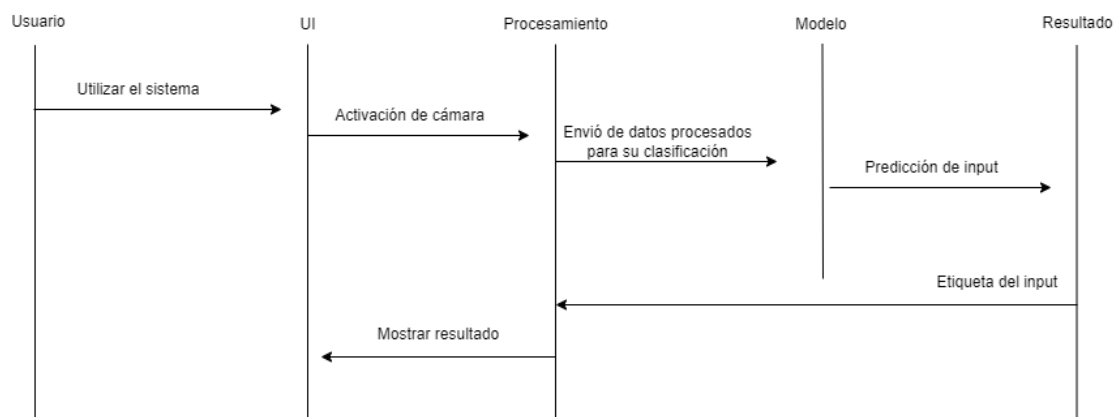 Usuario
UI
Procesamiento
Modelo
Resultado
Utilizar el sistema
Activación de cámara
Envió de datos procesados
para su clasificación
Predicción de input
Etiqueta del input
Mostrar resultado